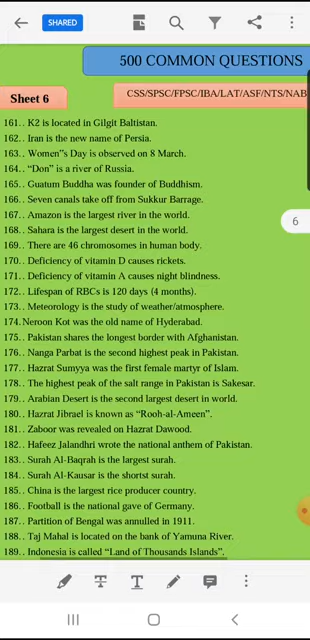 SHARED
500 COMMON QUESTIONS
Sheet 6
CSS/SPSC/FPSC/IBA/LAT/ASF/NTS/NAB
161. . K2 is located in Gilgit Baltistan.
162. . Iran is the new name of Persia.
163. . Women"s Day is observed on 8 March.
164. . "Don" is a river of Russia.
165. . Guatum Buddha was founder of Buddhism.
166. . Seven canals take off from Sukkur Barrage.
167. . Amazon is the largest river in the world.
6
168. . Sahara is the largest desert in the world.
169. . There are 46 chromosomes in human body.
170. . Deficiency of vitamin D causes rickets.
171. . Deficiency of vitamin A causes night blindness.
172. . Lifespan of RBCs is 120 days (4 months).
173. . Meteorology is the study of weather/atmosphere.
174. Neroon Kot was the old name of Hyderabad.
175. . Pakistan shares the longest border with Afghanistan.
176. . Nanga Parbat is the second highest peak in Pakistan.
177. . Hazrat Sumyya was the first female martyr of Islam.
178. . The highest peak of the salt range in Pakistan is Sakesar.
179. . Arabian Desert is the second largest desert in world.
180. . Hazrat Jibrael is known as "Rooh-al-Ameen".
181. . Zaboor was revealed on Hazrat Dawood.
182. . Hafeez Jalandhri wrote the national anthem of Pakistan.
183. . Surah Al-Baqrah is the largest surah.
184. . Surah Al-Kausar is the shortst surah.
185. . China is the largest rice producer country.
186. . Football is the national gave of Germany.
187. . Partition of Bengal was annulled in 1911.
188. . Taj Mahal is located on the bank of Yamuna River.
189. . Indonesia is called "Land of Thousands Islands".